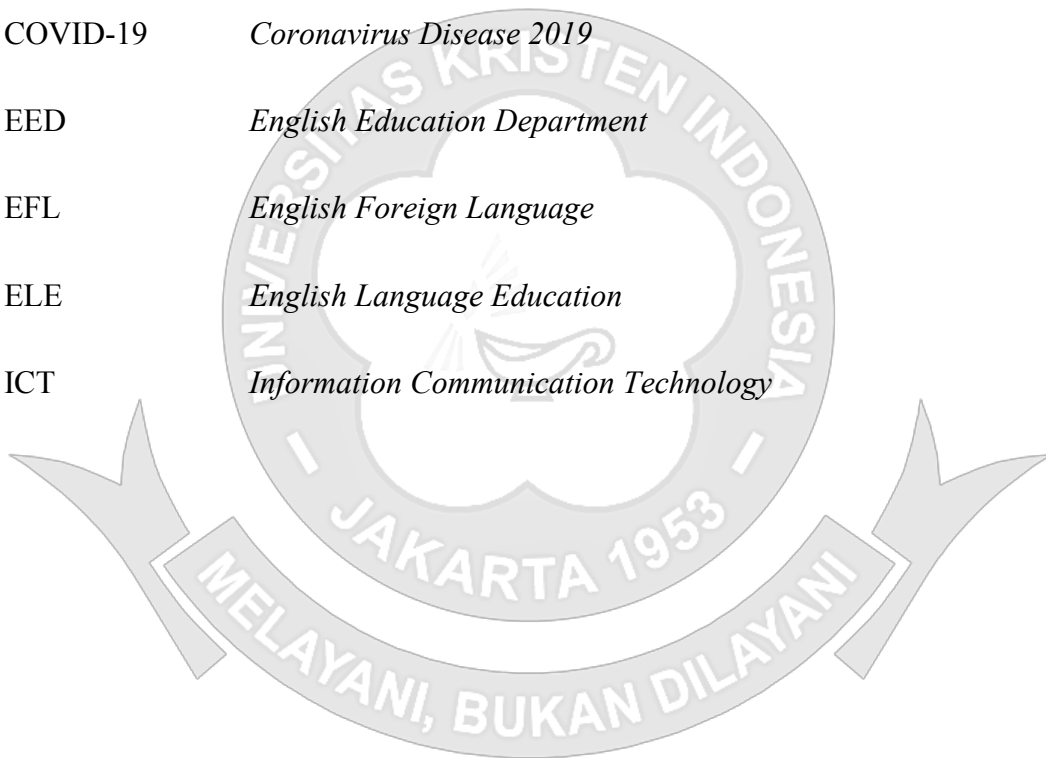 COVID-19 Coronavirus Disease 2019
EED English Education Department
EFL English Foreign Language
ELE English Language Education
ICT Information Communication Technology
UNIVERSITAS KRISTEN INDONESIA
JAKARTA 1953
MELAYANI, BUKAN DILAYANI